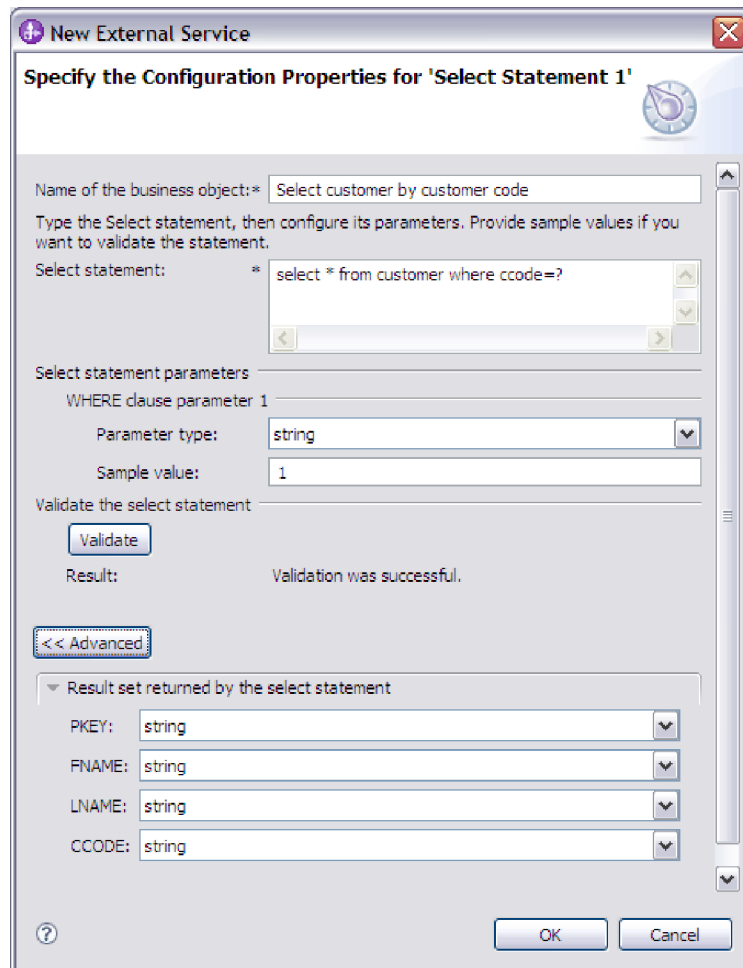 New External Service
Specify the Configuration Properties for 'Select Statement 1'
Name of the business object:* Select customer by customer code
Type the Select statement, then configure its parameters. Provide sample values if you
want to validate the statement.
Select statement: * select * from customer where ccode=?
Select statement parameters
WHERE clause parameter 1
Parameter type: string
Sample value: 1
Validate the select statement
Validate
Result: Validation was successful.
<< Advanced
Result set returned by the select statement
PKEY: string
FNAME: string
LNAME: string
CCODE: string
? OK Cancel